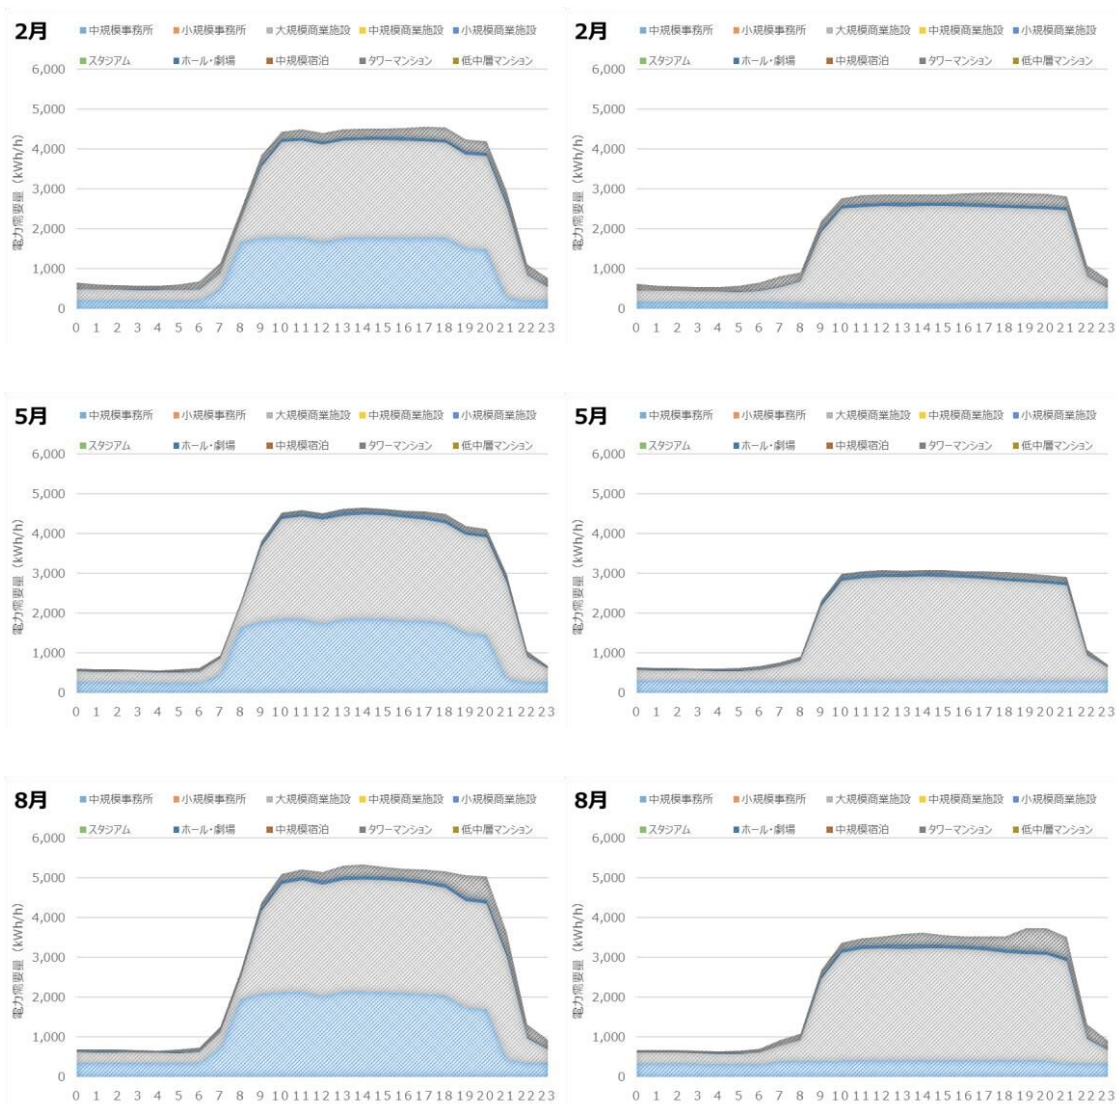 2月 ■中規模事務所 ■小規模事務所 ■大規模商業施設 ■中規模商業施設 ■小規模商業施設
■スタジアム ■ホール・劇場 ■中規模宿泊 ■タワーマンション ■低中層マンション
電力需要量（kWh/h）
6,000
5,000
4,000
3,000
2,000
1,000
0
0 1 2 3 4 5 6 7 8 9 10 11 12 13 14 15 16 17 18 19 20 21 22 23
2月 ■中規模事務所 ■小規模事務所 ■大規模商業施設 ■中規模商業施設 ■小規模商業施設
■スタジアム ■ホール・劇場 ■中規模宿泊 ■タワーマンション ■低中層マンション
電力需要量（kWh/h）
6,000
5,000
4,000
3,000
2,000
1,000
0
0 1 2 3 4 5 6 7 8 9 10 11 12 13 14 15 16 17 18 19 20 21 22 23
5月 ■中規模事務所 ■小規模事務所 ■大規模商業施設 ■中規模商業施設 ■小規模商業施設
■スタジアム ■ホール・劇場 ■中規模宿泊 ■タワーマンション ■低中層マンション
電力需要量（kWh/h）
6,000
5,000
4,000
3,000
2,000
1,000
0
0 1 2 3 4 5 6 7 8 9 10 11 12 13 14 15 16 17 18 19 20 21 22 23
5月 ■中規模事務所 ■小規模事務所 ■大規模商業施設 ■中規模商業施設 ■小規模商業施設
■スタジアム ■ホール・劇場 ■中規模宿泊 ■タワーマンション ■低中層マンション
電力需要量（kWh/h）
6,000
5,000
4,000
3,000
2,000
1,000
0
0 1 2 3 4 5 6 7 8 9 10 11 12 13 14 15 16 17 18 19 20 21 22 23
8月 ■中規模事務所 ■小規模事務所 ■大規模商業施設 ■中規模商業施設 ■小規模商業施設
■スタジアム ■ホール・劇場 ■中規模宿泊 ■タワーマンション ■低中層マンション
電力需要量（kWh/h）
6,000
5,000
4,000
3,000
2,000
1,000
0
0 1 2 3 4 5 6 7 8 9 10 11 12 13 14 15 16 17 18 19 20 21 22 23
8月 ■中規模事務所 ■小規模事務所 ■大規模商業施設 ■中規模商業施設 ■小規模商業施設
■スタジアム ■ホール・劇場 ■中規模宿泊 ■タワーマンション ■低中層マンション
電力需要量（kWh/h）
6,000
5,000
4,000
3,000
2,000
1,000
0
0 1 2 3 4 5 6 7 8 9 10 11 12 13 14 15 16 17 18 19 20 21 22 23